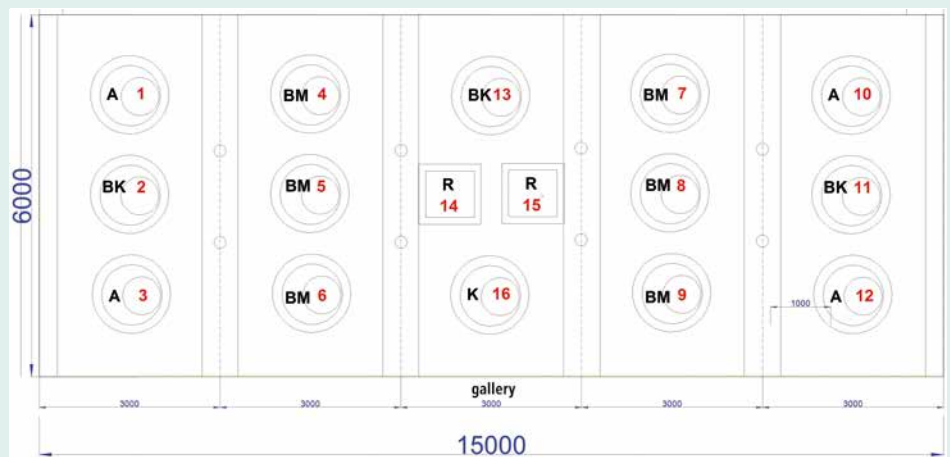 A 1
BM 4
BK 13
BM 7
A 10
6000
BK 2
BM 5
R
14
R
15
BM 8
BK 11
A 3
BM 6
K 16
BM 9
A 12
1000
gallery
3000
3000
3000
3000
3000
15000